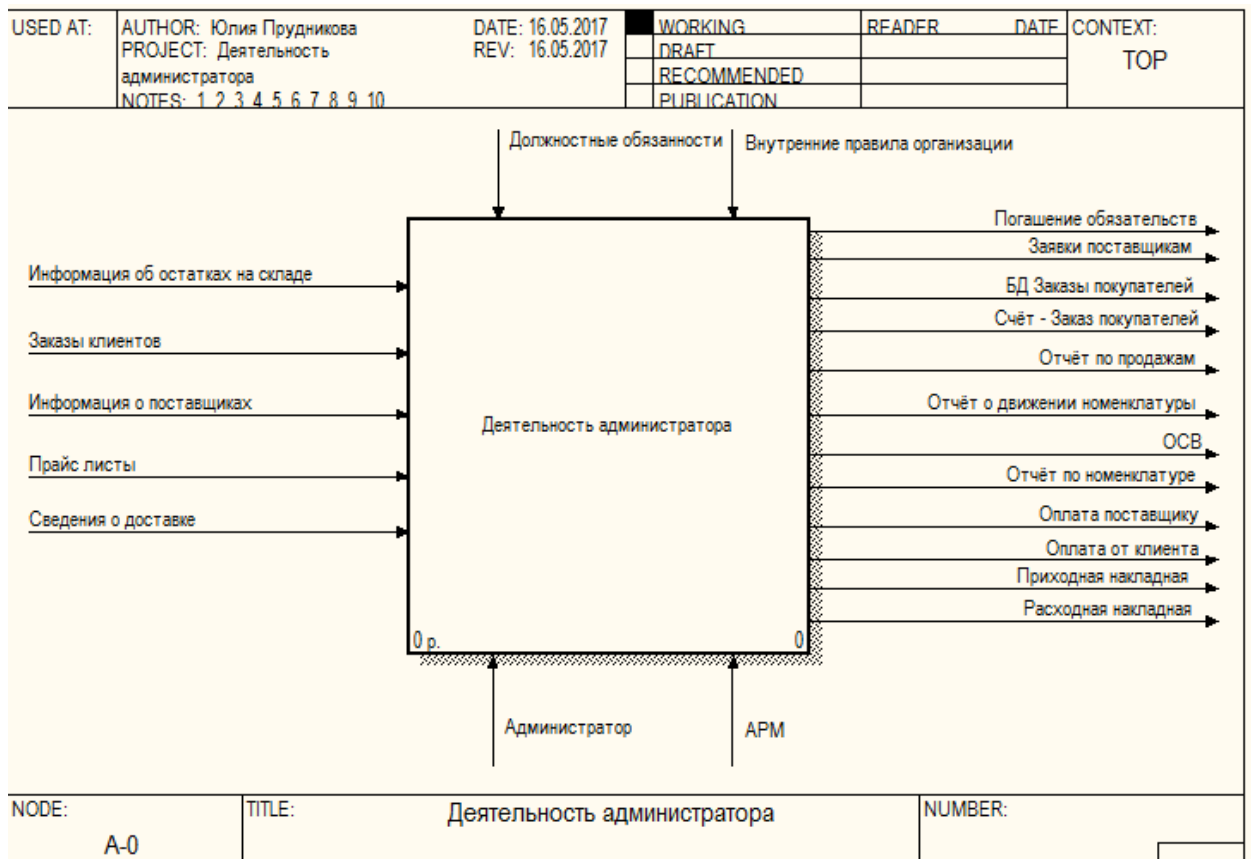 USED AT:
AUTHOR: Юлия Прудникова
DATE: 16.05.2017
PROJECT: Деятельность
REV: 16.05.2017
администратора
NOTES: 1 2 3 4 5 6 7 8 9 10
WORKING
DRAFT
RECOMMENDED
PUBLICATION
READER
DATE
CONTEXT:
TOP
Должностные обязанности
Внутренние правила организации
Информация об остатках на складе
Заказы клиентов
Информация о поставщиках
Прайс листы
Сведения о доставке
Деятельность администратора
0 р.
0
Погашение обязательств
Заявки поставщикам
БД Заказы покупателей
Счёт - Заказ покупателей
Отчёт по продажам
Отчёт о движении номенклатуры
ОСВ
Отчёт по номенклатуре
Оплата поставщику
Оплата от клиента
Приходная накладная
Расходная накладная
Администратор
АРМ
NODE:
A-0
TITLE:
Деятельность администратора
NUMBER: